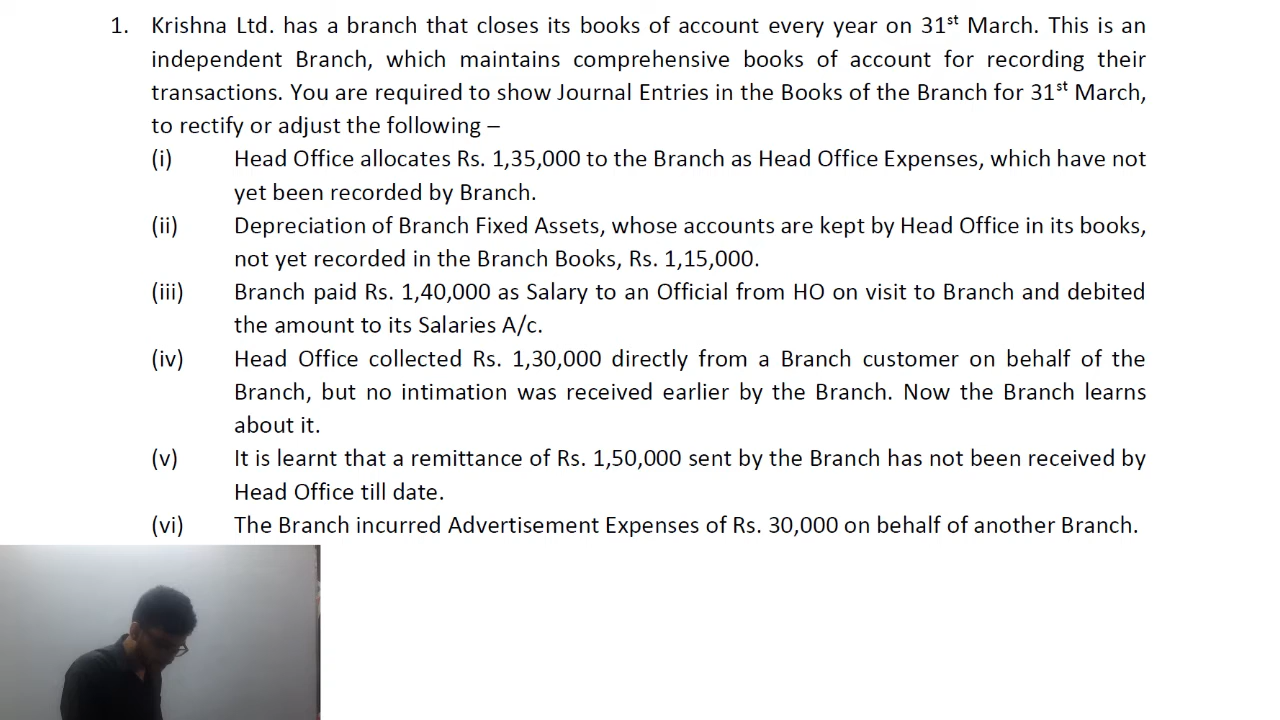 1. Krishna Ltd. has a branch that closes its books of account every year on 31st March. This is an
independent Branch, which maintains comprehensive books of account for recording their
transactions. You are required to show Journal Entries in the Books of the Branch for 31st March,
to rectify or adjust the following –
(i) Head Office allocates Rs. 1,35,000 to the Branch as Head Office Expenses, which have not
yet been recorded by Branch.
(ii) Depreciation of Branch Fixed Assets, whose accounts are kept by Head Office in its books,
not yet recorded in the Branch Books, Rs. 1,15,000.
(iii) Branch paid Rs. 1,40,000 as Salary to an Official from HO on visit to Branch and debited
the amount to its Salaries A/c.
(iv) Head Office collected Rs. 1,30,000 directly from a Branch customer on behalf of the
Branch, but no intimation was received earlier by the Branch. Now the Branch learns
about it.
(v) It is learnt that a remittance of Rs. 1,50,000 sent by the Branch has not been received by
Head Office till date.
(vi) The Branch incurred Advertisement Expenses of Rs. 30,000 on behalf of another Branch.